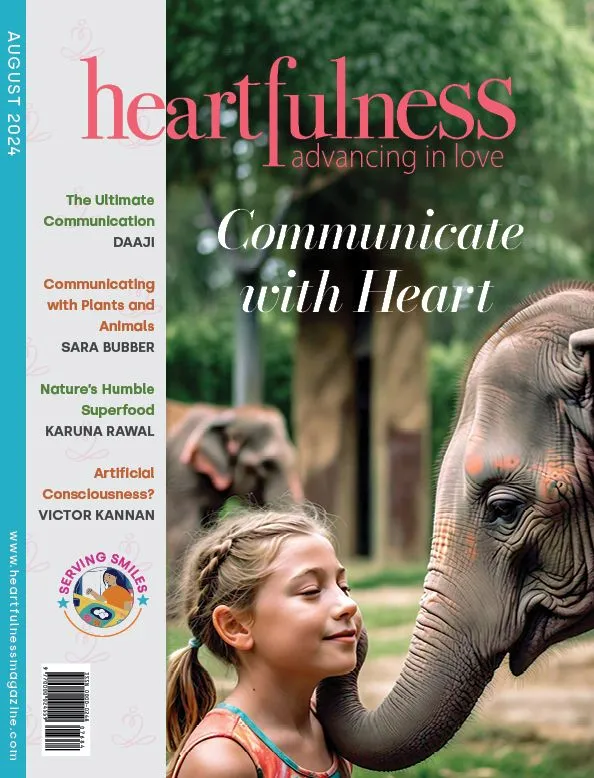 AUGUST 2024
heartfulness
advancing in love
Communicate
with Heart
The Ultimate
Communication
DAAJI
Communicating
with Plants and
Animals
SARA BUBBER
Nature's Humble
Superfood
KARUNA RAWAL
Artificial
Consciousness?
VICTOR KANNAN
SERVING SMILES
www.heartfulnessmagazine.com